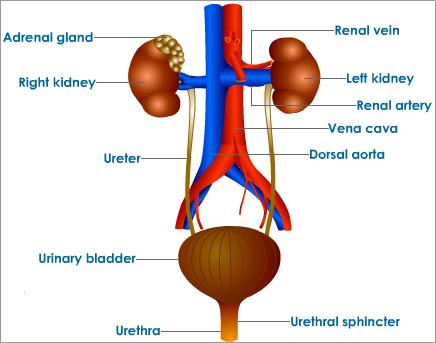 Renal vein
Adrenal gland
Right kidney
Left kidney
Renal artery
Vena cava
Dorsal aorta
Ureter
Urinary bladder
Urethral sphincter
Urethra